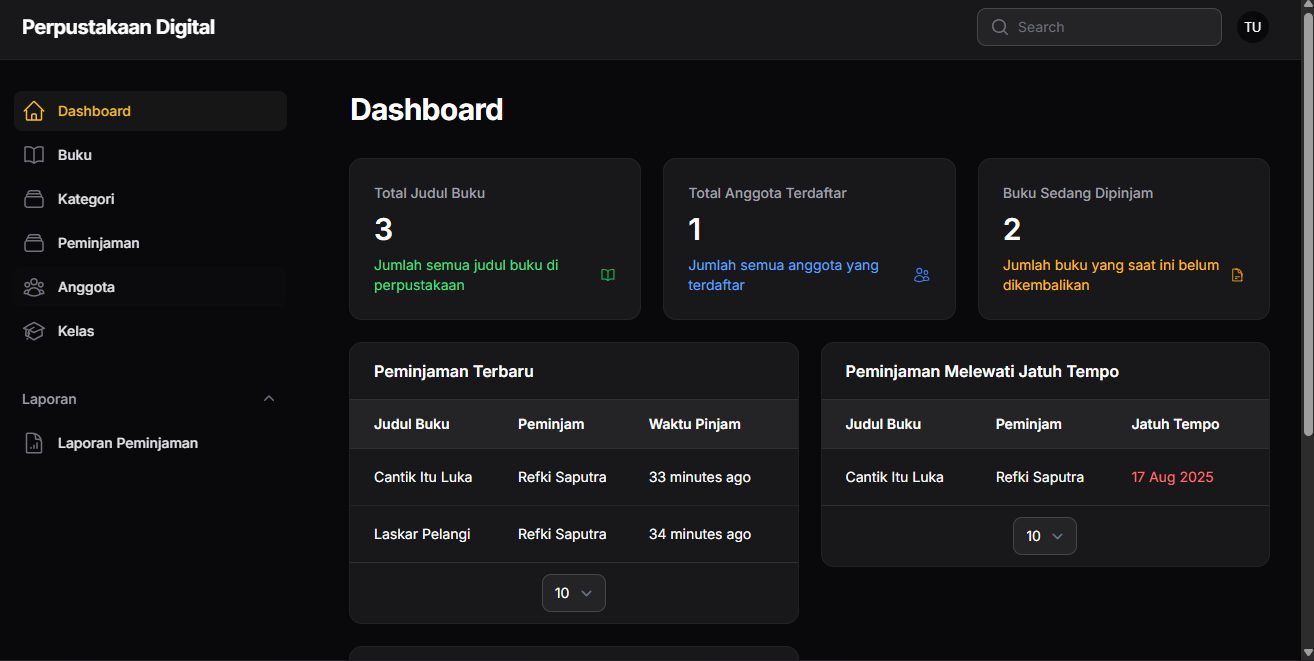 Perpustakaan Digital
Search
TU
Dashboard
Buku
Kategori
Peminjaman
Anggota
Kelas
Laporan
Laporan Peminjaman
Dashboard
Total Judul Buku
3
Jumlah semua judul buku di
perpustakaan
Total Anggota Terdaftar
1
Jumlah semua anggota yang
terdaftar
Buku Sedang Dipinjam
2
Jumlah buku yang saat ini belum
dikembalikan
Peminjaman Terbaru
Judul Buku Peminjam Waktu Pinjam
Cantik Itu Luka Refki Saputra 33 minutes ago
Laskar Pelangi Refki Saputra 34 minutes ago
10
Peminjaman Melewati Jatuh Tempo
Judul Buku Peminjam Jatuh Tempo
Cantik Itu Luka Refki Saputra 17 Aug 2025
10